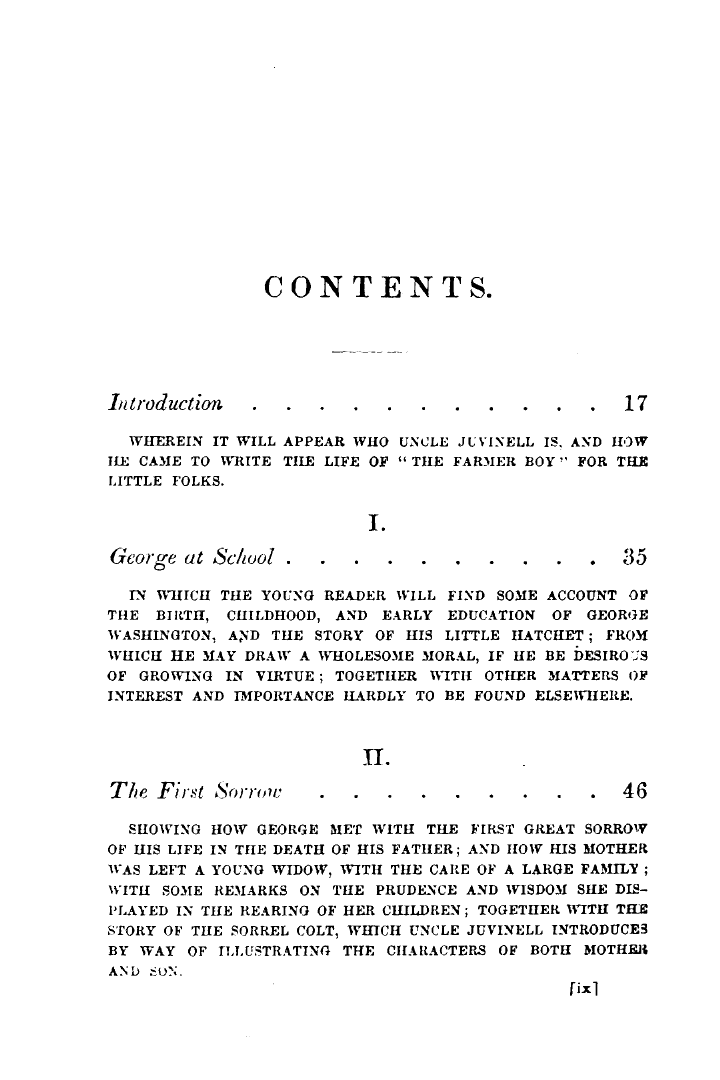 CONTENTS.
Introduction . . . . . . . . . . . 17
WHEREIN IT WILL APPEAR WHO UNCLE JUVINELL IS, AND HOW
HE CAME TO WRITE THE LIFE OF "THE FARMER BOY" FOR THE
LITTLE FOLKS.
I.
George at School . . . . . . . . . . 35
IN WHICH THE YOUNG READER WILL FIND SOME ACCOUNT OF
THE BIRTH, CHILDHOOD, AND EARLY EDUCATION OF GEORGE
WASHINGTON, AND THE STORY OF HIS LITTLE HATCHET; FROM
WHICH HE MAY DRAW A WHOLESOME MORAL, IF HE BE DESIROUS
OF GROWING IN VIRTUE; TOGETHER WITH OTHER MATTERS OF
INTEREST AND IMPORTANCE HARDLY TO BE FOUND ELSEWHERE.
II.
The First Sorrow . . . . . . . . . 46
SHOWING HOW GEORGE MET WITH THE FIRST GREAT SORROW
OF HIS LIFE IN THE DEATH OF HIS FATHER; AND HOW HIS MOTHER
WAS LEFT A YOUNG WIDOW, WITH THE CARE OF A LARGE FAMILY;
WITH SOME REMARKS ON THE PRUDENCE AND WISDOM SHE DIS-
PLAYED IN THE REARING OF HER CHILDREN; TOGETHER WITH THE
STORY OF THE SORREL COLT, WHICH UNCLE JUVINELL INTRODUCES
BY WAY OF ILLUSTRATING THE CHARACTERS OF BOTH MOTHER
AND SON.
[ix]